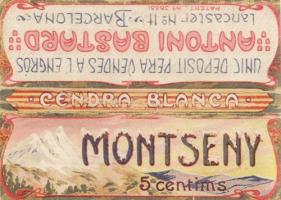 UNIC DEPOSIT PERA VENDES A L'ENGROS
ANTONI BASTARD
Lancaster Nº 11 - BARCELONA
CENDRA BLANCA
MONTSENY
5 centims